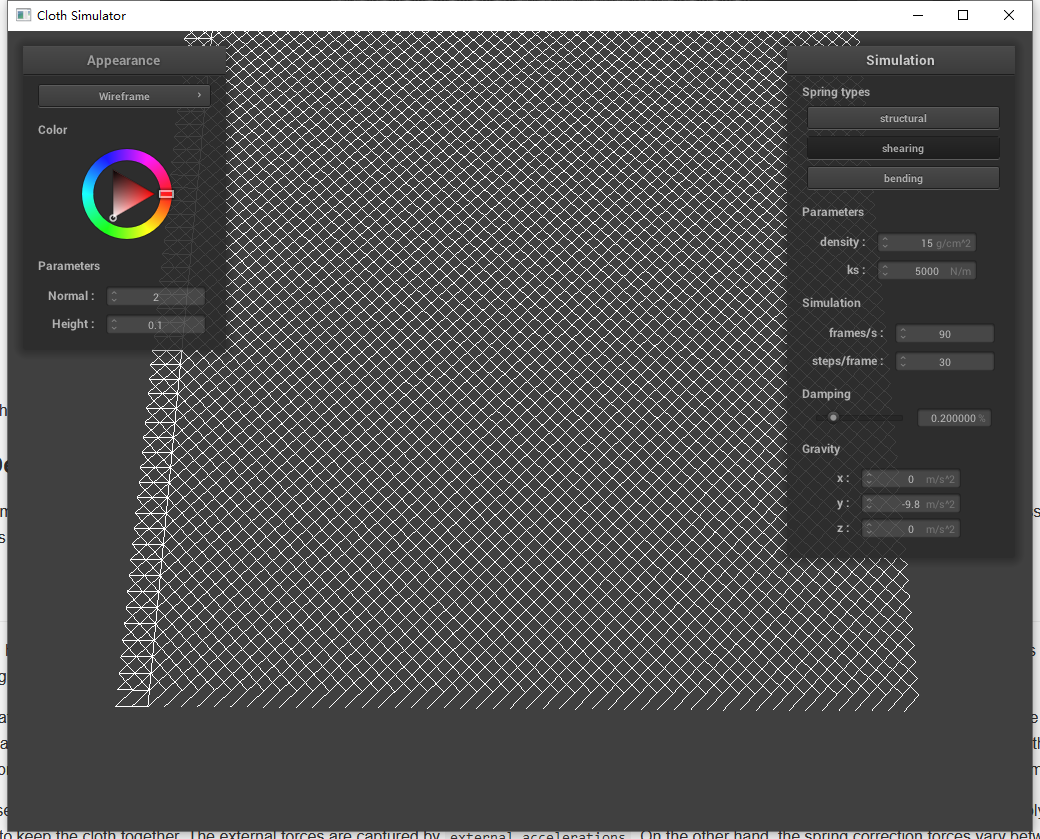 Cloth Simulator
Appearance
Wireframe
Color
Parameters
Normal : 2
Height : 0.1
Simulation
Spring types
structural
shearing
bending
Parameters
density : 15 g/cm^2
ks : 5000 N/m
Simulation
frames/s : 90
steps/frame : 30
Damping
0.200000 %
Gravity
x : 0 m/s^2
y : -9.8 m/s^2
z : 0 m/s^2
to keep the cloth together. The external forces are captured by external_accelerations . On the other hand, the spring correction forces vary